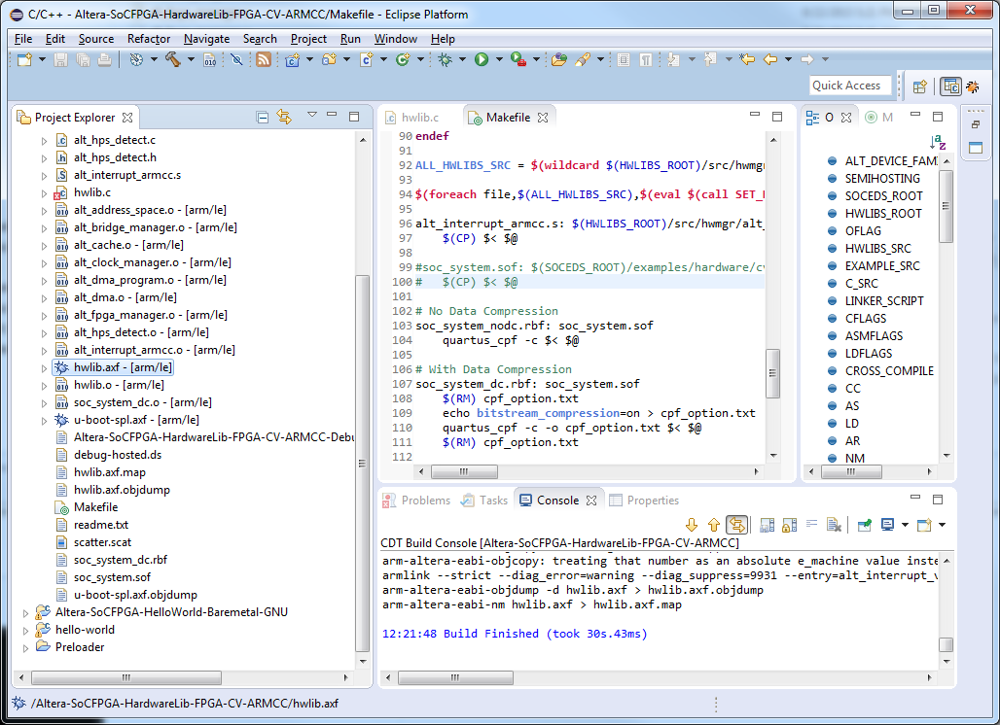 C/C++ - Altera-SoCFPGA-HardwareLib-FPGA-CV-ARMCC/Makefile - Eclipse Platform
File Edit Source Refactor Navigate Search Project Run Window Help
Quick Access
Project Explorer
alt_hps_detect.c
alt_hps_detect.h
alt_interrupt_armcc.s
hwlib.c
alt_address_space.o - [arm/le]
alt_bridge_manager.o - [arm/le]
alt_cache.o - [arm/le]
alt_clock_manager.o - [arm/le]
alt_dma_program.o - [arm/le]
alt_dma.o - [arm/le]
alt_fpga_manager.o - [arm/le]
alt_hps_detect.o - [arm/le]
alt_interrupt_armcc.o - [arm/le]
hwlib.axf - [arm/le]
hwlib.o - [arm/le]
soc_system_dc.o - [arm/le]
u-boot-spl.axf - [arm/le]
Altera-SoCFPGA-HardwareLib-FPGA-CV-ARMCC-Debu
debug-hosted.ds
hwlib.axf.map
hwlib.axf.objdump
Makefile
readme.txt
scatter.scat
soc_system_dc.rbf
soc_system.sof
u-boot-spl.axf.objdump
Altera-SoCFPGA-HelloWorld-Baremetal-GNU
hello-world
Preloader
hwlib.c Makefile
90 endef
91
92 ALL_HWLIBS_SRC = $(wildcard $(HWLIBS_ROOT)/src/hwmgr
93
94 $(foreach file,$(ALL_HWLIBS_SRC),$(eval $(call SET_
95
96 alt_interrupt_armcc.s: $(HWLIBS_ROOT)/src/hwmgr/alt_
97 $(CP) $< $@
98
99 #soc_system.sof: $(SOCEDS_ROOT)/examples/hardware/cv
100 # $(CP) $< $@
101
102 # No Data Compression
103 soc_system_nodc.rbf: soc_system.sof
104 quartus_cpf -c $< $@
105
106 # With Data Compression
107 soc_system_dc.rbf: soc_system.sof
108 $(RM) cpf_option.txt
109 echo bitstream_compression=on > cpf_option.txt
110 quartus_cpf -c -o cpf_option.txt $< $@
111 $(RM) cpf_option.txt
112
O M
ALT_DEVICE_FAM
SEMIHOSTING
SOCEDS_ROOT
HWLIBS_ROOT
OFLAG
HWLIBS_SRC
EXAMPLE_SRC
C_SRC
LINKER_SCRIPT
CFLAGS
ASMFLAGS
LDFLAGS
CROSS_COMPILE
CC
AS
LD
AR
NM
Problems Tasks Console Properties
CDT Build Console [Altera-SoCFPGA-HardwareLib-FPGA-CV-ARMCC]
arm-altera-eabi-objcopy: treating that number as an absolute e_machine value inste
armlink --strict --diag_error=warning --diag_suppress=9931 --entry=alt_interrupt_v
arm-altera-eabi-objdump -d hwlib.axf > hwlib.axf.objdump
arm-altera-eabi-nm hwlib.axf > hwlib.axf.map
12:21:48 Build Finished (took 30s.43ms)
/Altera-SoCFPGA-HardwareLib-FPGA-CV-ARMCC/hwlib.axf